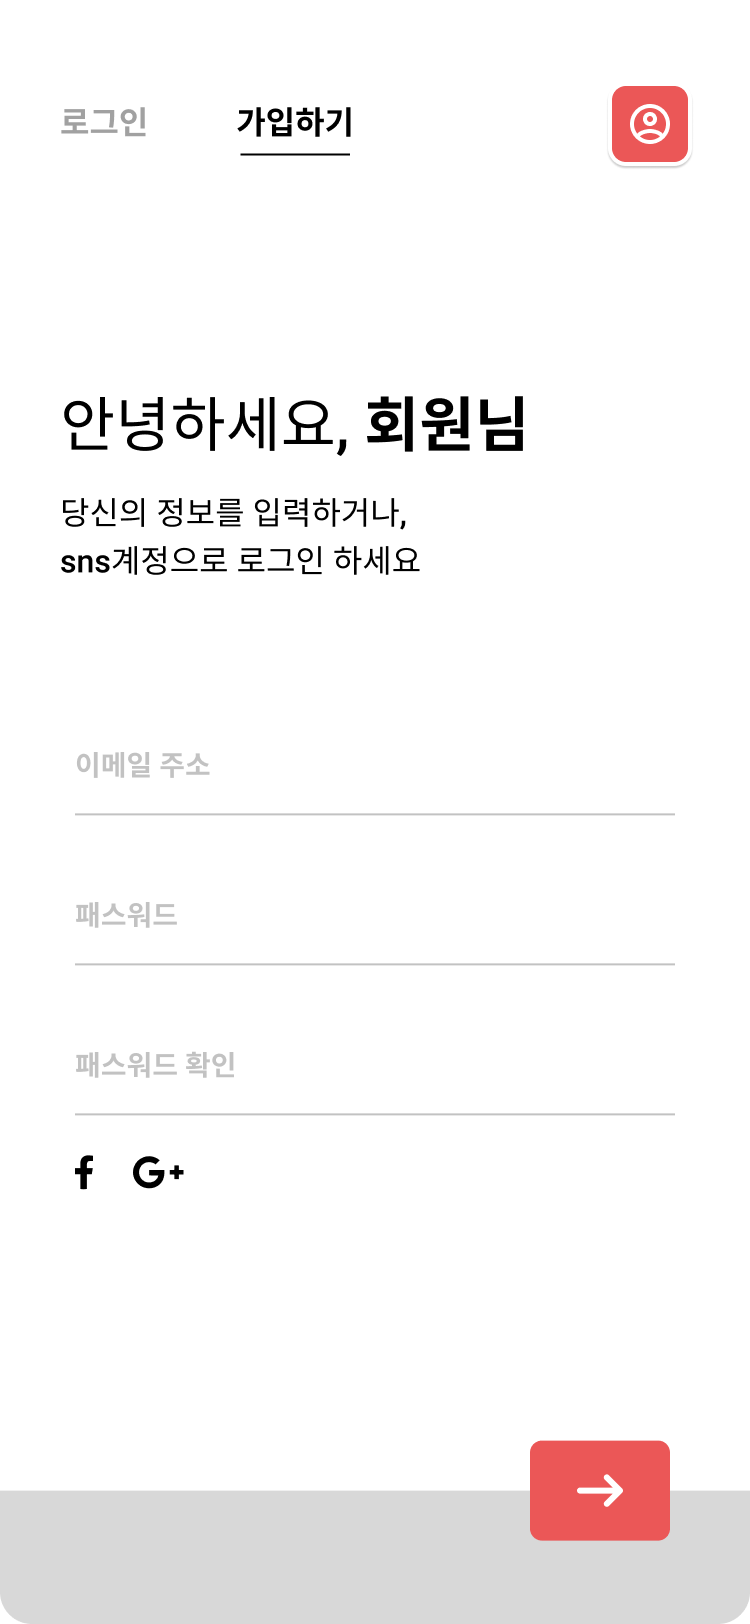 로그인 가입하기
안녕하세요, 회원님
당신의 정보를 입력하거나,
sns계정으로 로그인 하세요
이메일 주소
패스워드
패스워드 확인
f G+